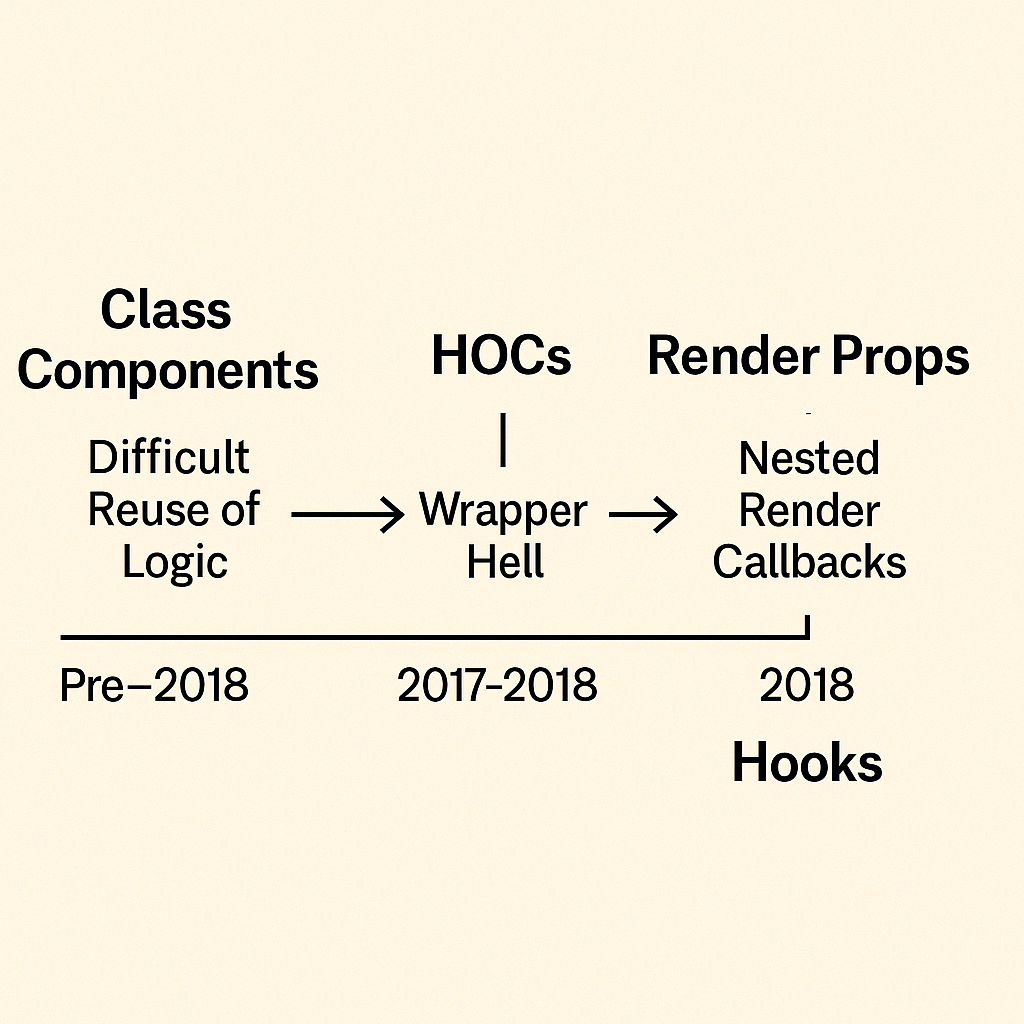 Class
Components
HOCs
Render Props
Difficult
Reuse of
Logic
Wrapper
Hell
Nested
Render
Callbacks
Pre–2018
2017-2018
2018
Hooks